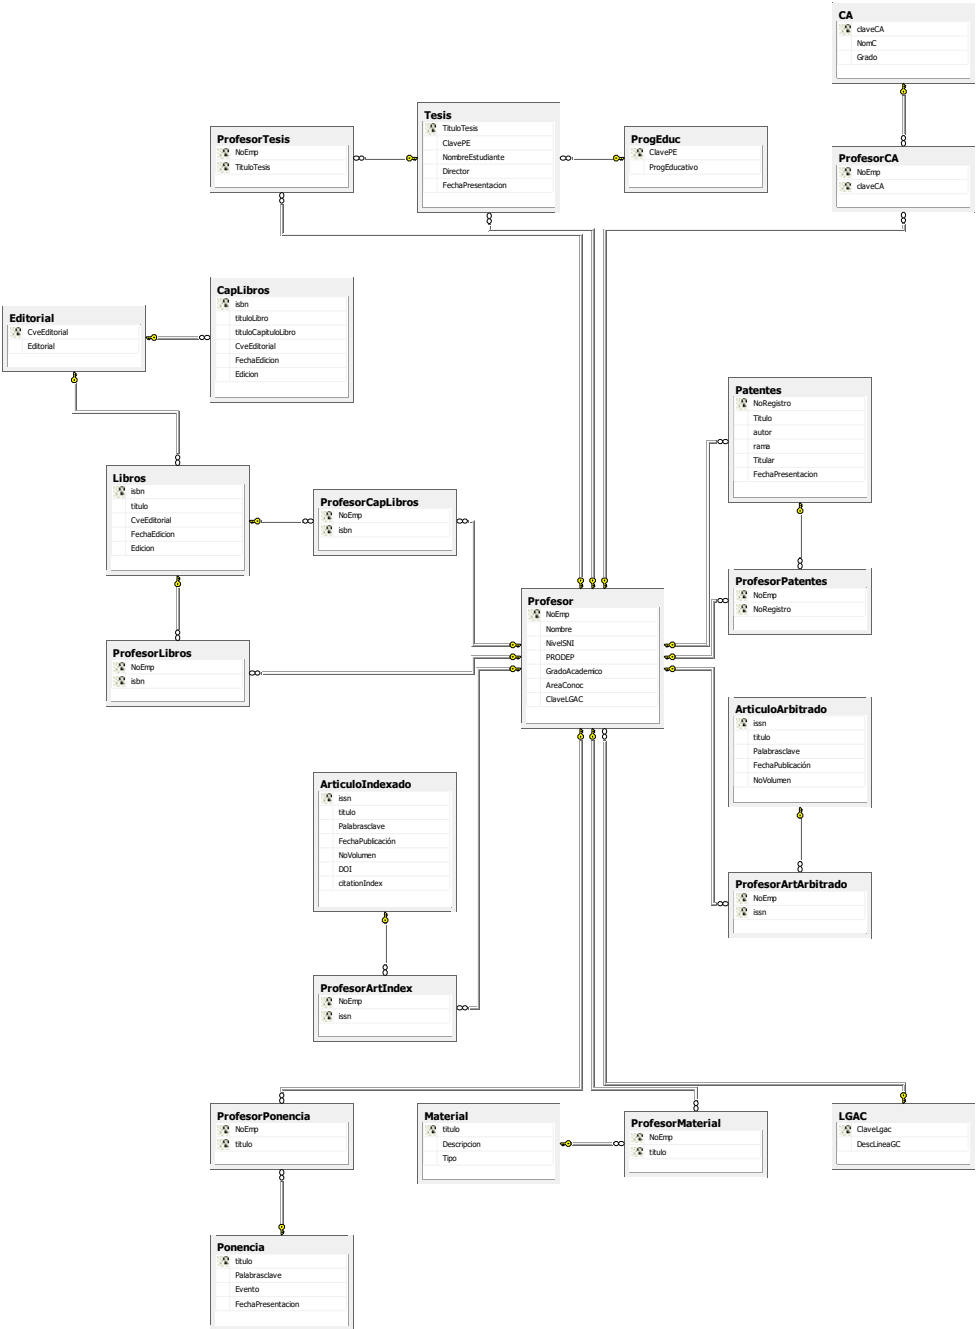 CA
claveCA
NomC
Grado
Tesis
TituloTesis
ClavePE
NombreEstudiante
Director
FechaPresentacion
ProfesorTesis
NoEmp
TituloTesis
ProgEduc
ClavePE
ProgEducativo
ProfesorCA
NoEmp
claveCA
CapLibros
isbn
tituloLibro
tituloCapituloLibro
CveEditorial
FechaEdicion
Edicion
Editorial
CveEditorial
Editorial
Patentes
NoRegistro
Titulo
autor
rama
Titular
FechaPresentacion
Libros
isbn
titulo
CveEditorial
FechaEdicion
Edicion
ProfesorCapLibros
NoEmp
isbn
ProfesorPatentes
NoEmp
NoRegistro
Profesor
NoEmp
Nombre
NivelSNI
PRODEP
GradoAcademico
AreaConoc
ClaveLGAC
ProfesorLibros
NoEmp
isbn
ArticuloArbitrado
issn
titulo
Palabrasclave
FechaPublicación
NoVolumen
ArticuloIndexado
issn
titulo
Palabrasclave
FechaPublicación
NoVolumen
DOI
citationIndex
ProfesorArtArbitrado
NoEmp
issn
ProfesorArtIndex
NoEmp
issn
ProfesorPonencia
NoEmp
titulo
Material
titulo
Descripcion
Tipo
ProfesorMaterial
NoEmp
titulo
LGAC
ClaveLgac
DescLineaGC
Ponencia
titulo
Palabrasclave
Evento
FechaPresentacion